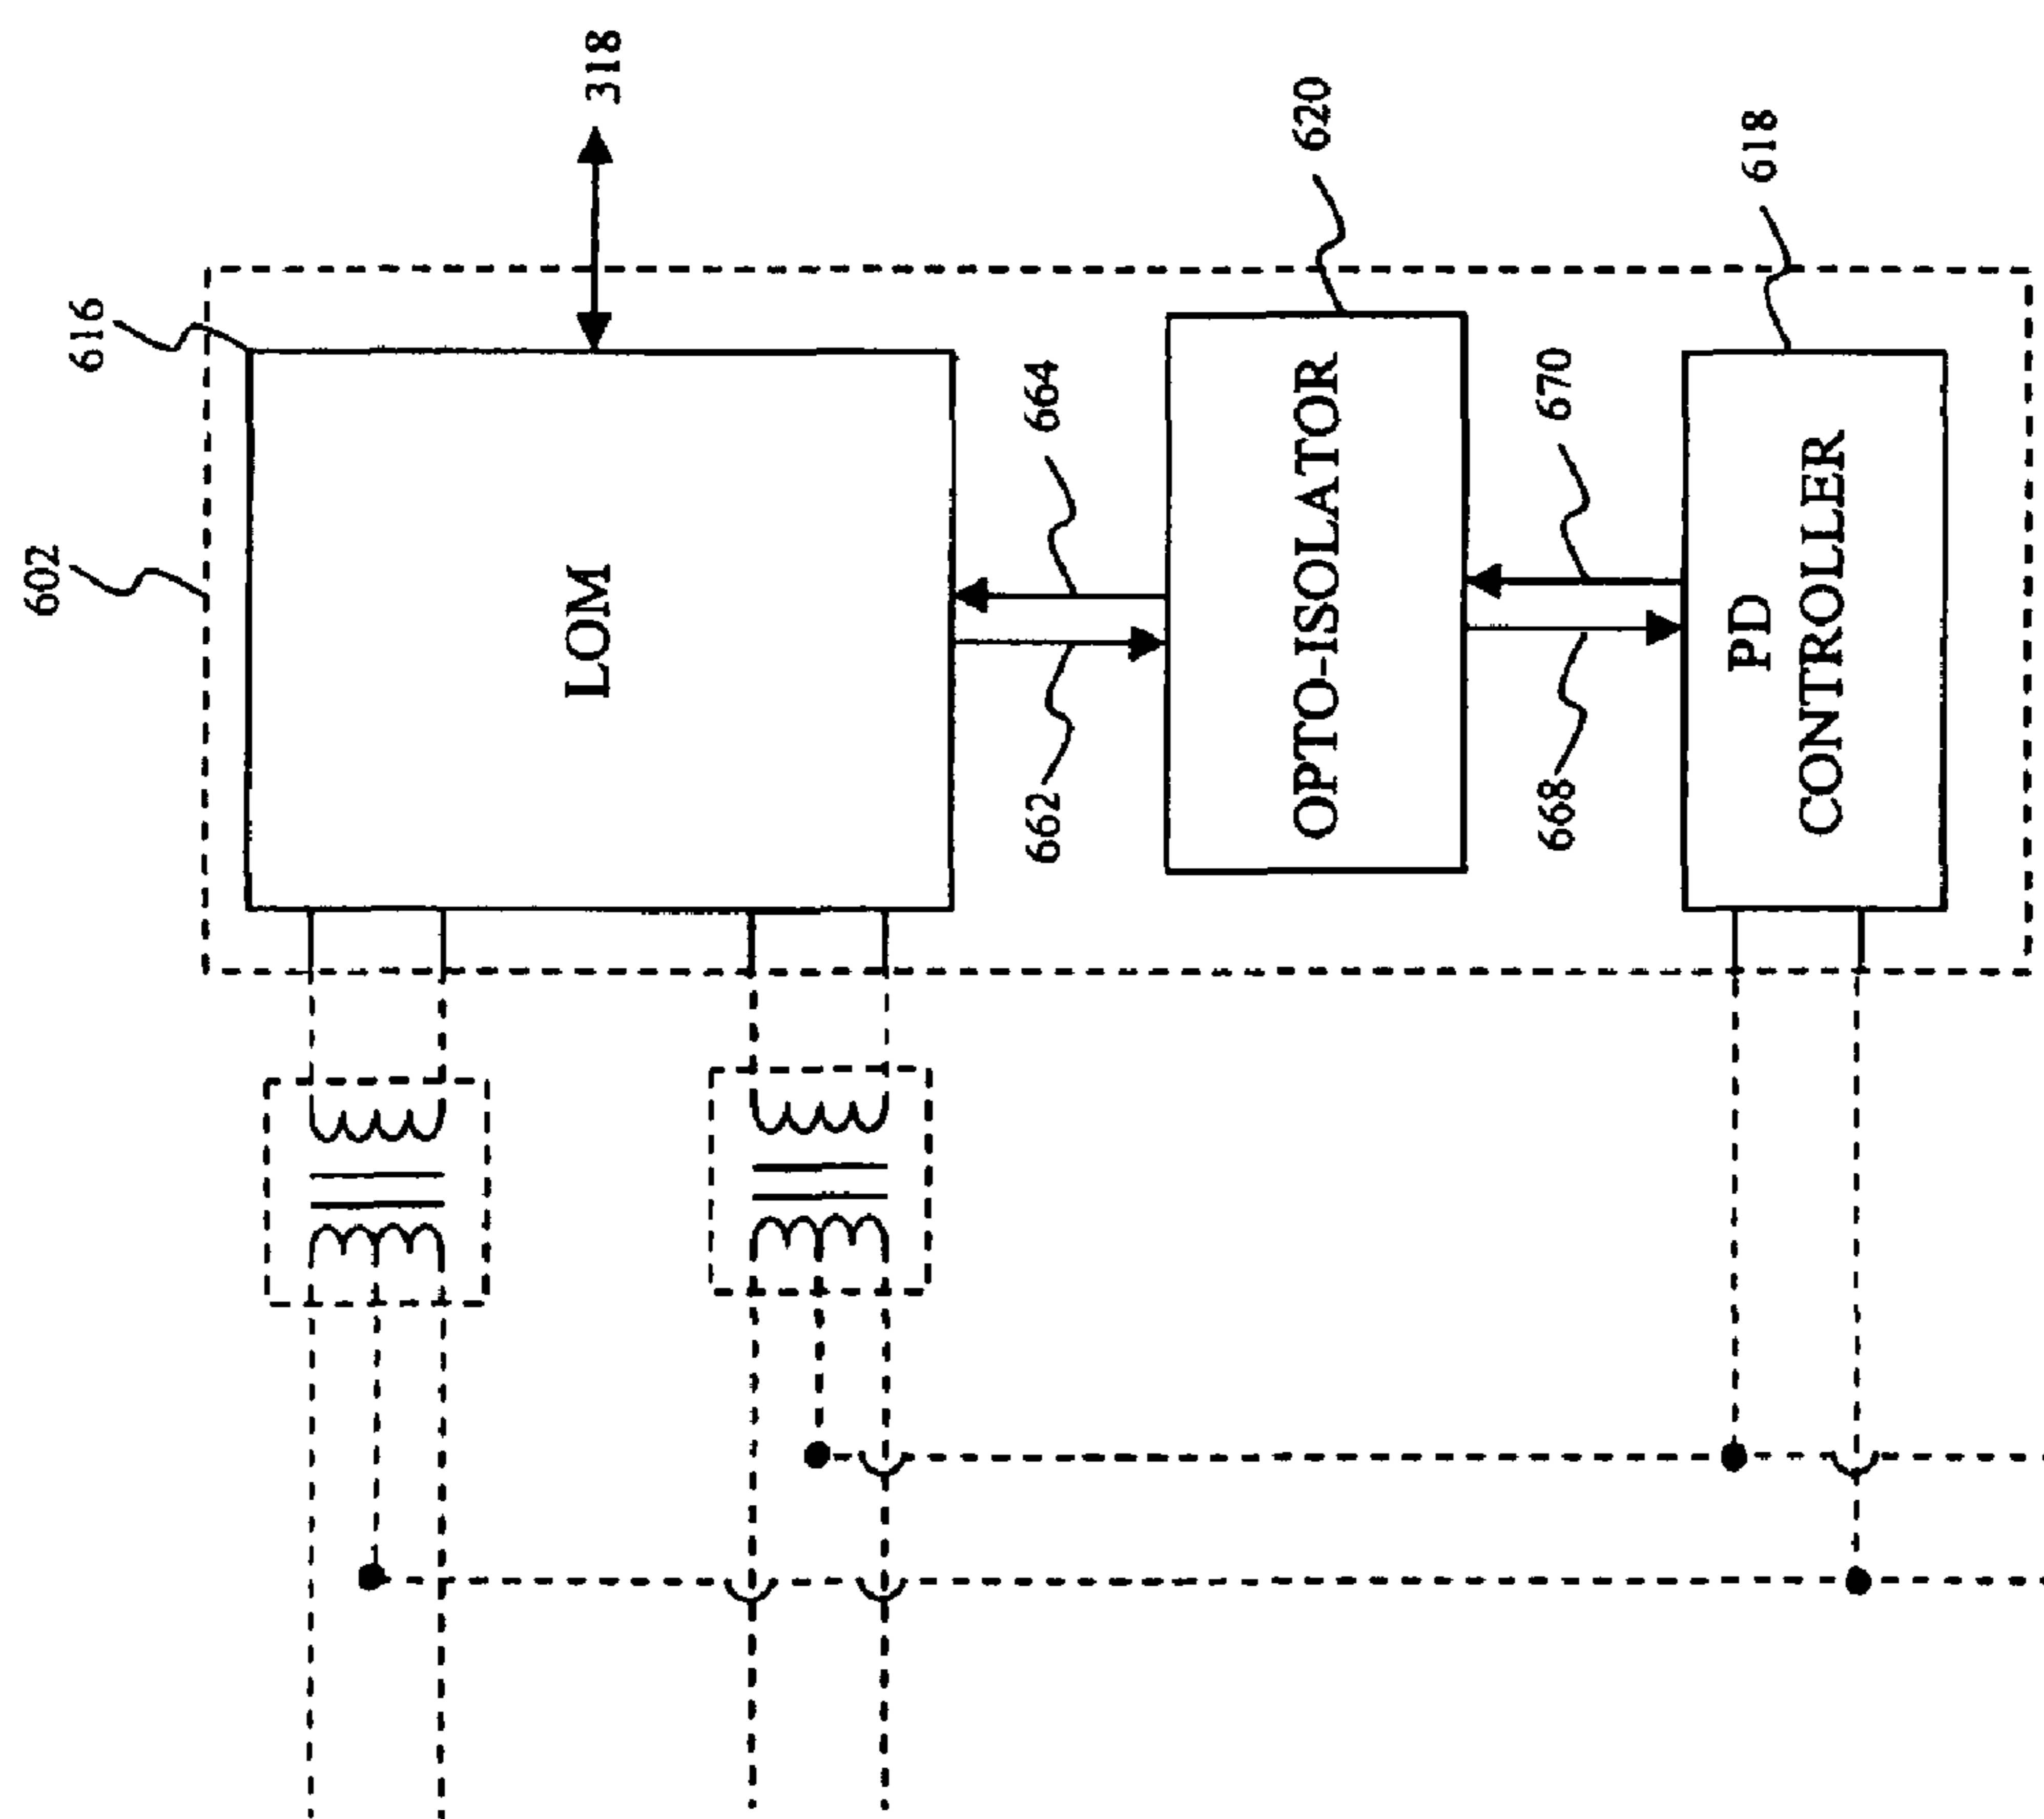 602
616
LOM
318
662
664
OPTO-ISOLATOR
620
668
670
PD
CONTROLLER
618